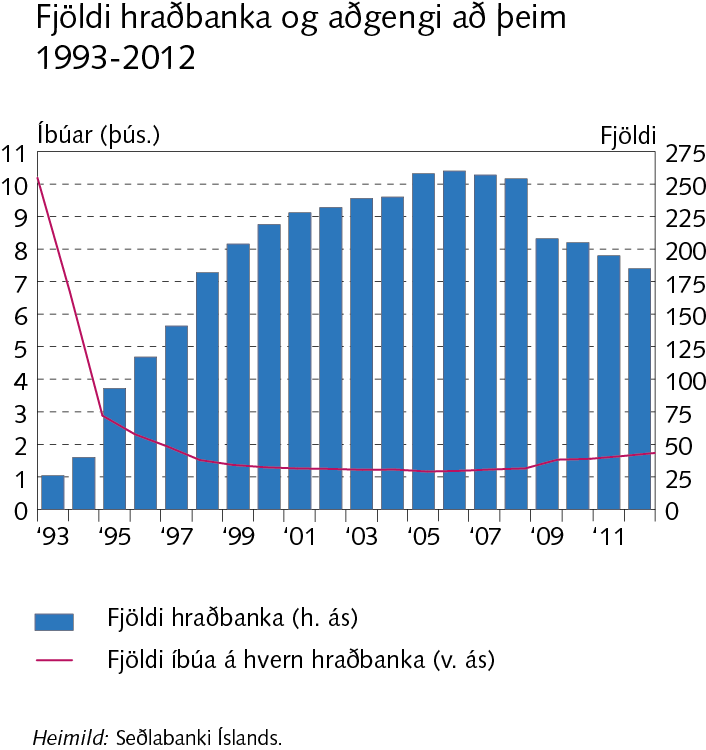 Fjöldi hraðbanka og aðgengi að þeim
1993-2012
Íbúar (þús.) Fjöldi
11 275
10 250
9 225
8 200
7 175
6 150
5 125
4 100
3 75
2 50
1 25
0 0
‘93 ‘95 ‘97 ‘99 ‘01 ‘03 ‘05 ‘07 ‘09 ‘11
Fjöldi hraðbanka (h. ás)
Fjöldi íbúa á hvern hraðbanka (v. ás)
Heimild: Seðlabanki Íslands.